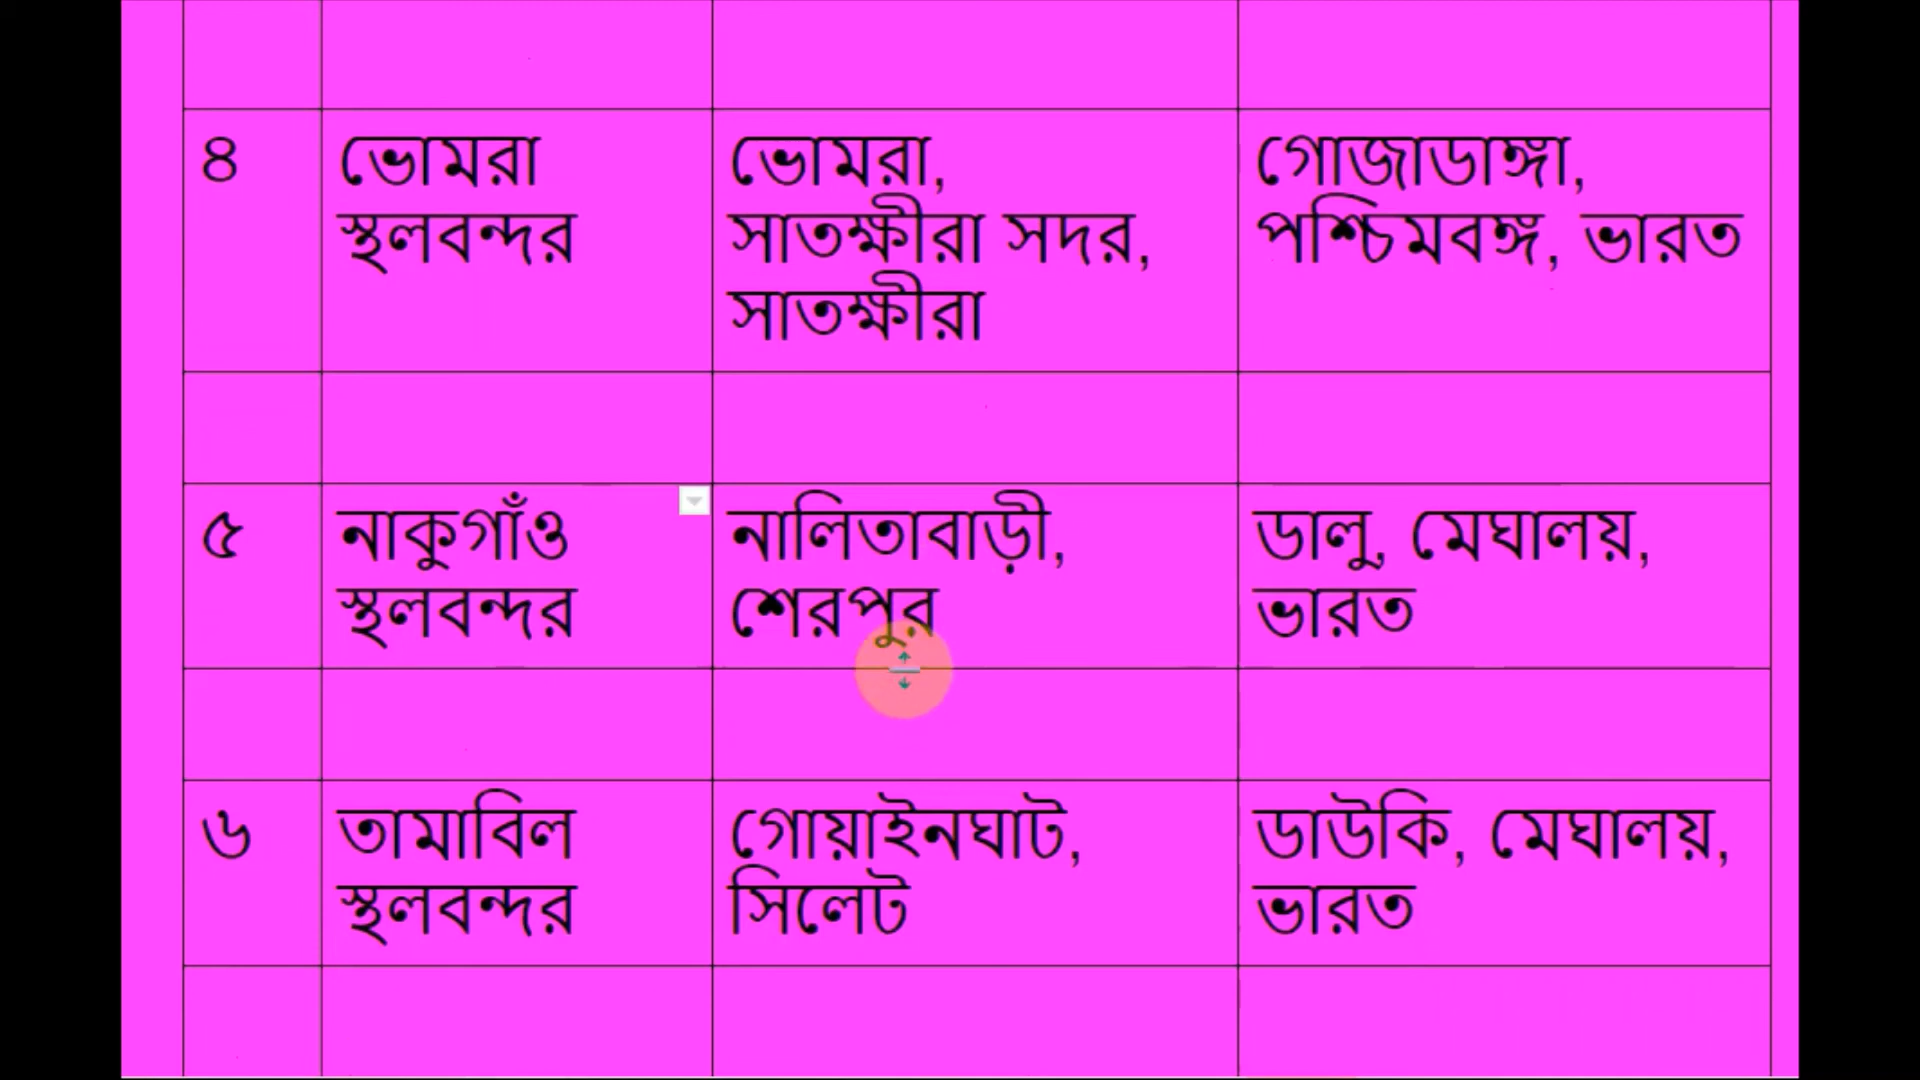 ৪
ভোমরা
স্থলবন্দর
ভোমরা,
সাতক্ষীরা সদর,
সাতক্ষীরা
গোজাডাঙ্গা,
পশ্চিমবঙ্গ, ভারত
৫
নাকুগাঁও
স্থলবন্দর
নালিতাবাড়ী,
শেরপুর
ডালু, মেঘালয়,
ভারত
৬
তামাবিল
স্থলবন্দর
গোয়াইনঘাট,
সিলেট
ডাউকি, মেঘালয়,
ভারত